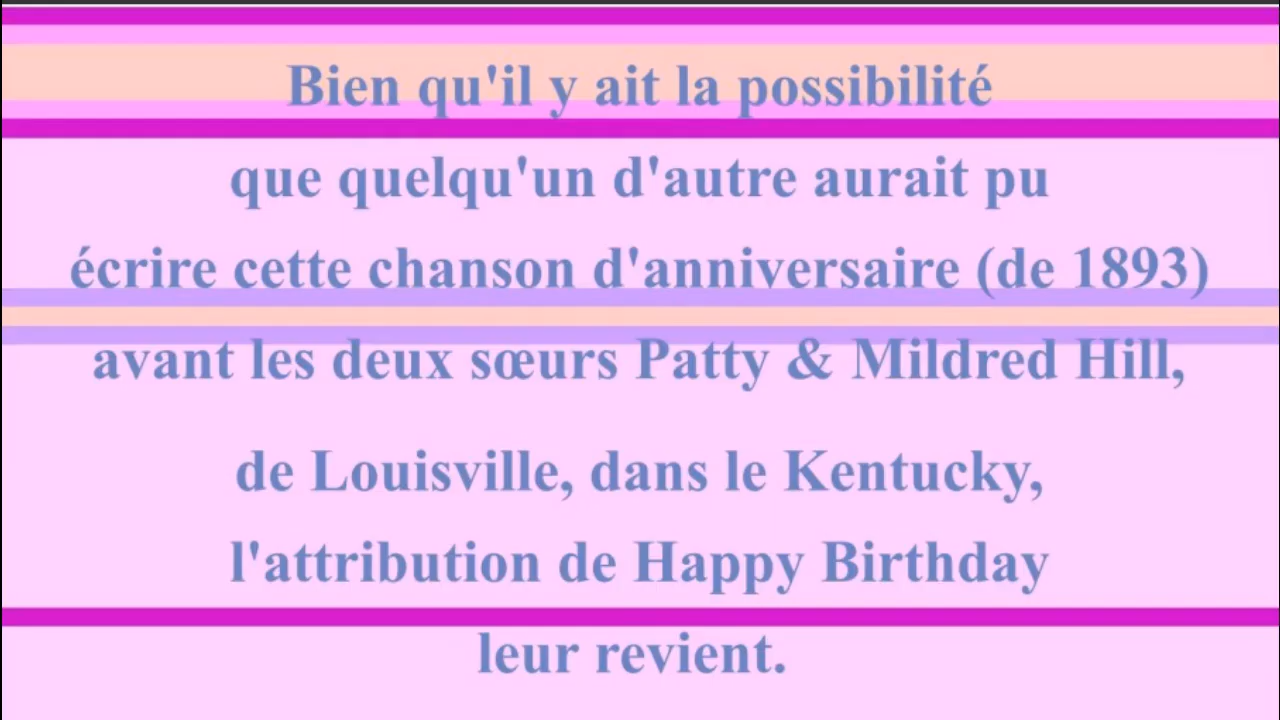 Bien qu'il y ait la possibilité
que quelqu'un d'autre aurait pu
écrire cette chanson d'anniversaire (de 1893)
avant les deux sœurs Patty & Mildred Hill,
de Louisville, dans le Kentucky,
l'attribution de Happy Birthday
leur revient.